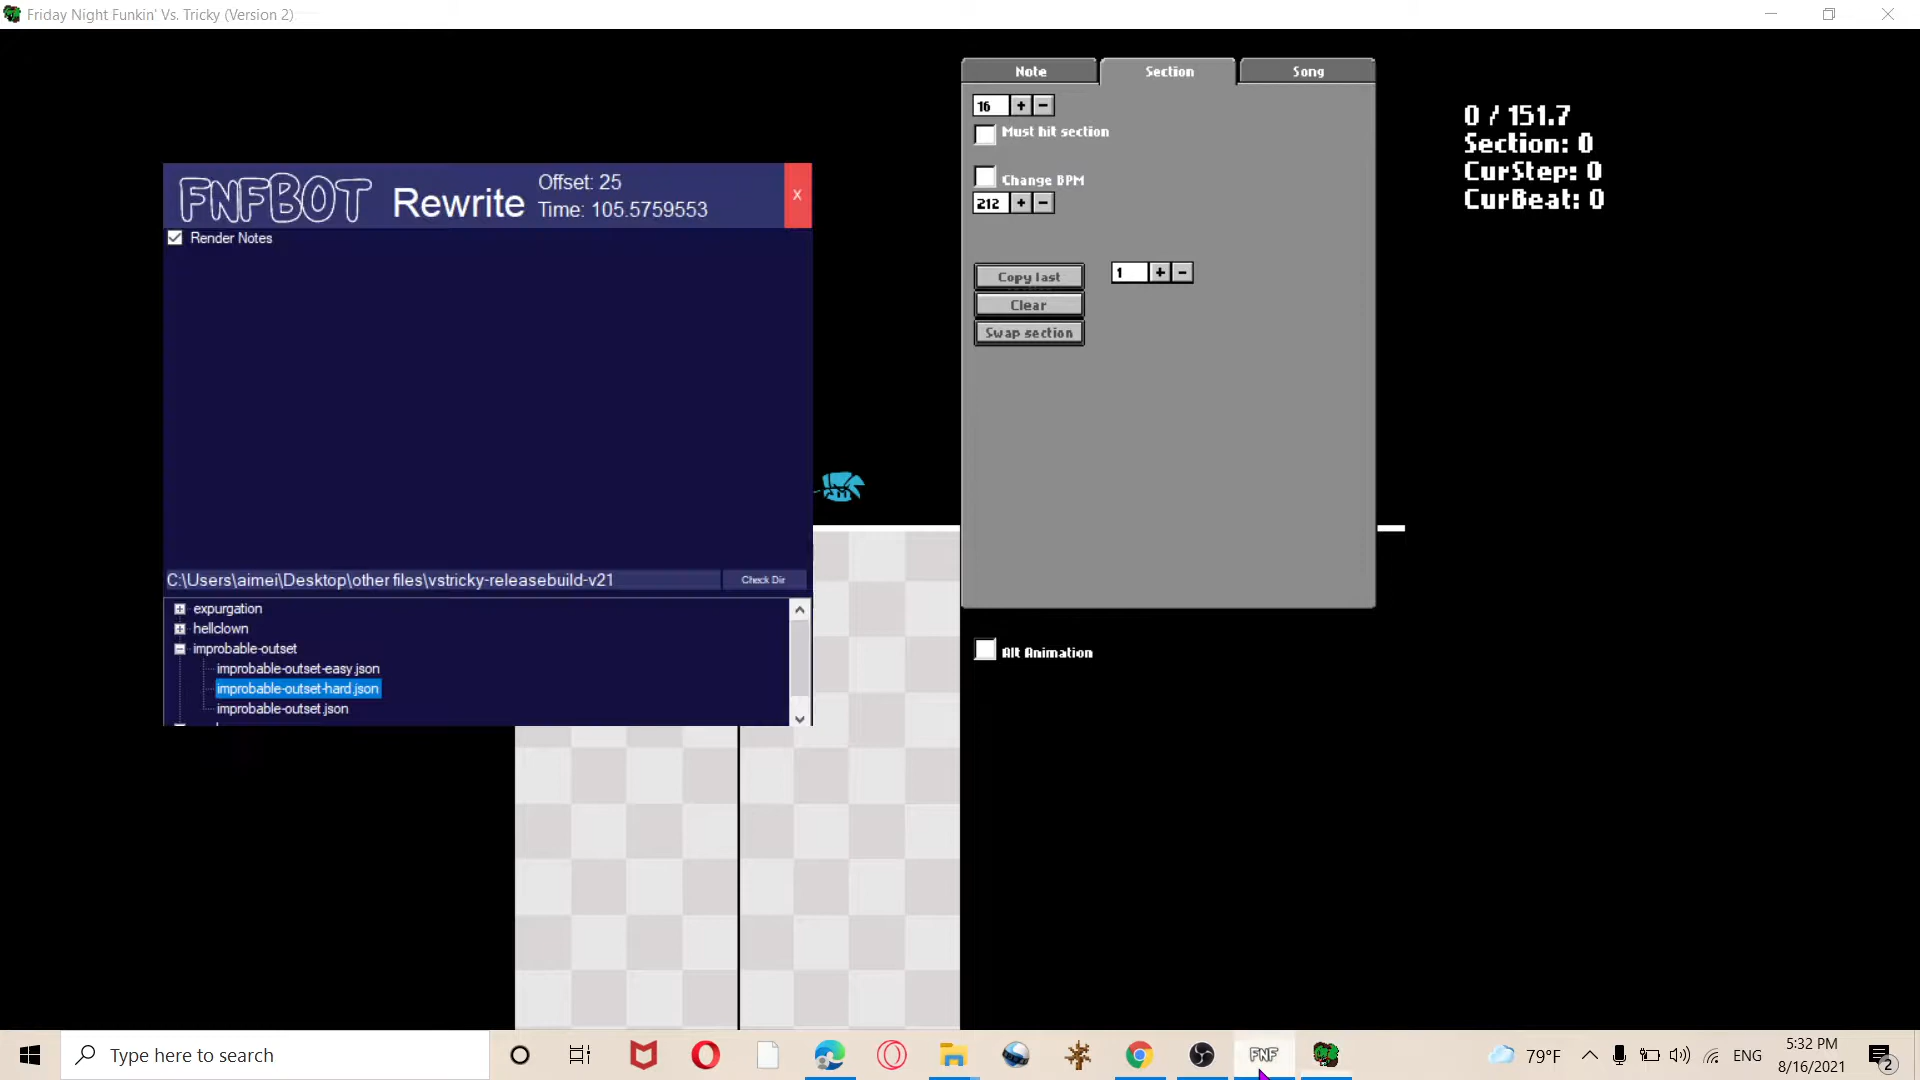 Friday Night Funkin' Vs. Tricky (Version 2)
Note
Section
Song
16 + -
Must hit section
Change BPM
212 + -
Copy last
1 + -
Clear
Swap section
Alt Animation
0 / 151.7
Section: 0
CurStep: 0
CurBeat: 0
FNFBOT Rewrite
Offset: 25
Time: 105.5759553
X
Render Notes
C:\Users\aimei\Desktop\other files\vstricky-releasebuild-v21
Check Dir
expurgation
hellclown
improbable-outset
improbable-outset-easy.json
improbable-outset-hard.json
improbable-outset.json
Type here to search
FNF
79°F
ENG
5:32 PM
8/16/2021
2